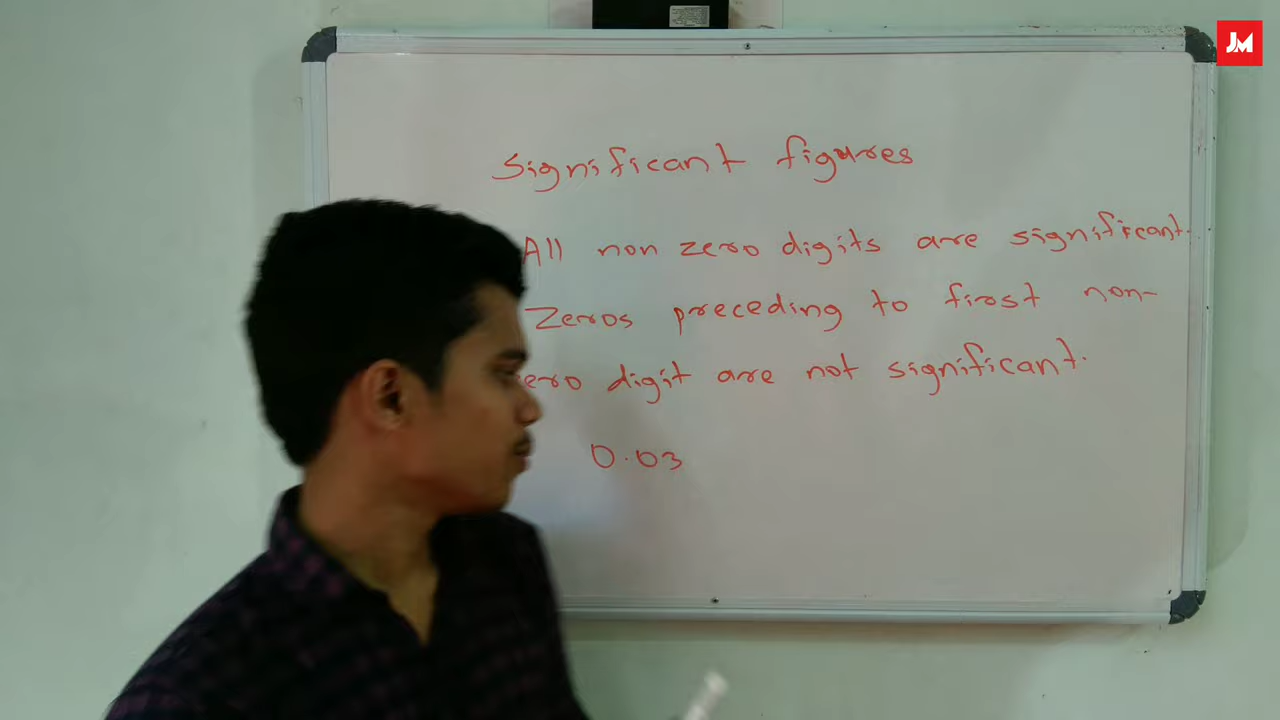 JM
Significant figures
All non zero digits are significant.
Zeros preceding to first non-
ero digit are not significant.
0.03